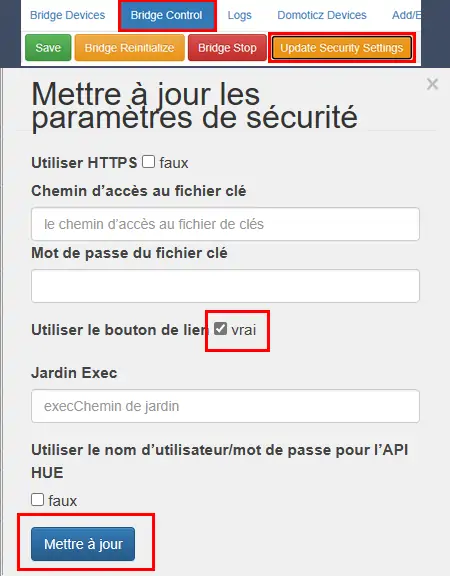 Bridge Devices Bridge Control Logs Domoticz Devices Add/E
Save Bridge Reinitialize Bridge Stop Update Security Settings
×
Mettre à jour les
paramètres de sécurité
Utiliser HTTPS faux
Chemin d’accès au fichier clé
le chemin d’accès au fichier de clés
Mot de passe du fichier clé
Utiliser le bouton de lien vrai
Jardin Exec
execChemin de jardin
Utiliser le nom d’utilisateur/mot de passe pour l’API
HUE
faux
Mettre à jour